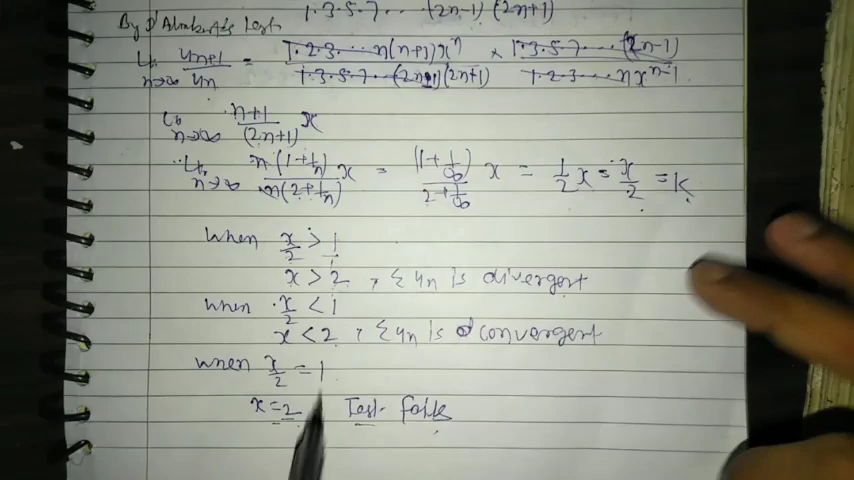 1·3·5·7·... (2n-1) (2n+1)
By D'Alembert's Test
Lt n→∞ un+1/un = 1·2·3·... n(n+1)x^n / 1·3·5·7·... (2n-1)(2n+1) × 1·3·5·7·... (2n-1) / 1·2·3·... n x^n-1
Lt n→∞ n+1/(2n+1) x
Lt n→∞ n(1+1/n)/n(2+1/n) x = (1+1/∞)/2+1/∞ x = 1/2 x = x/2 = K
when x/2 > 1
x > 2 , Σun is divergent
when x/2 < 1
x < 2 , Σun is convergent
when x/2 = 1
x = 2 Test fails